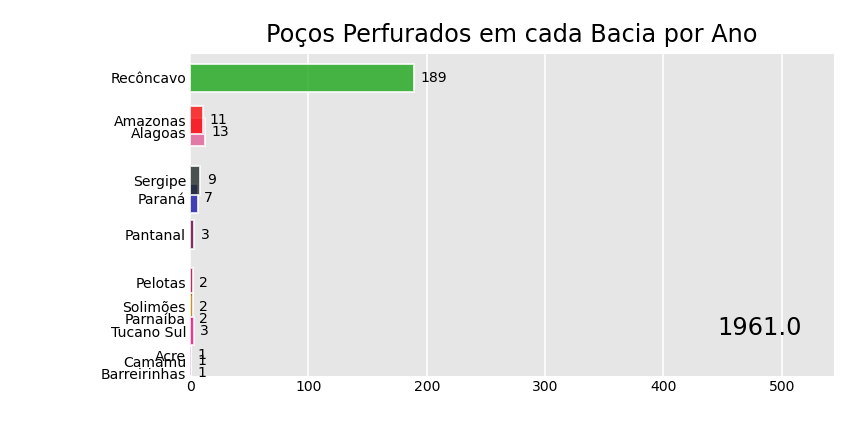 Poços Perfurados em cada Bacia por Ano
Recôncavo 189
Amazonas 11
Alagoas 13
Sergipe 9
Paraná 7
Pantanal 3
Pelotas 2
Solimões 2
Parnaíba 2
Tucano Sul 3
1961.0
Acre 1
Camamu 1
Barreirinhas 1
0 100 200 300 400 500